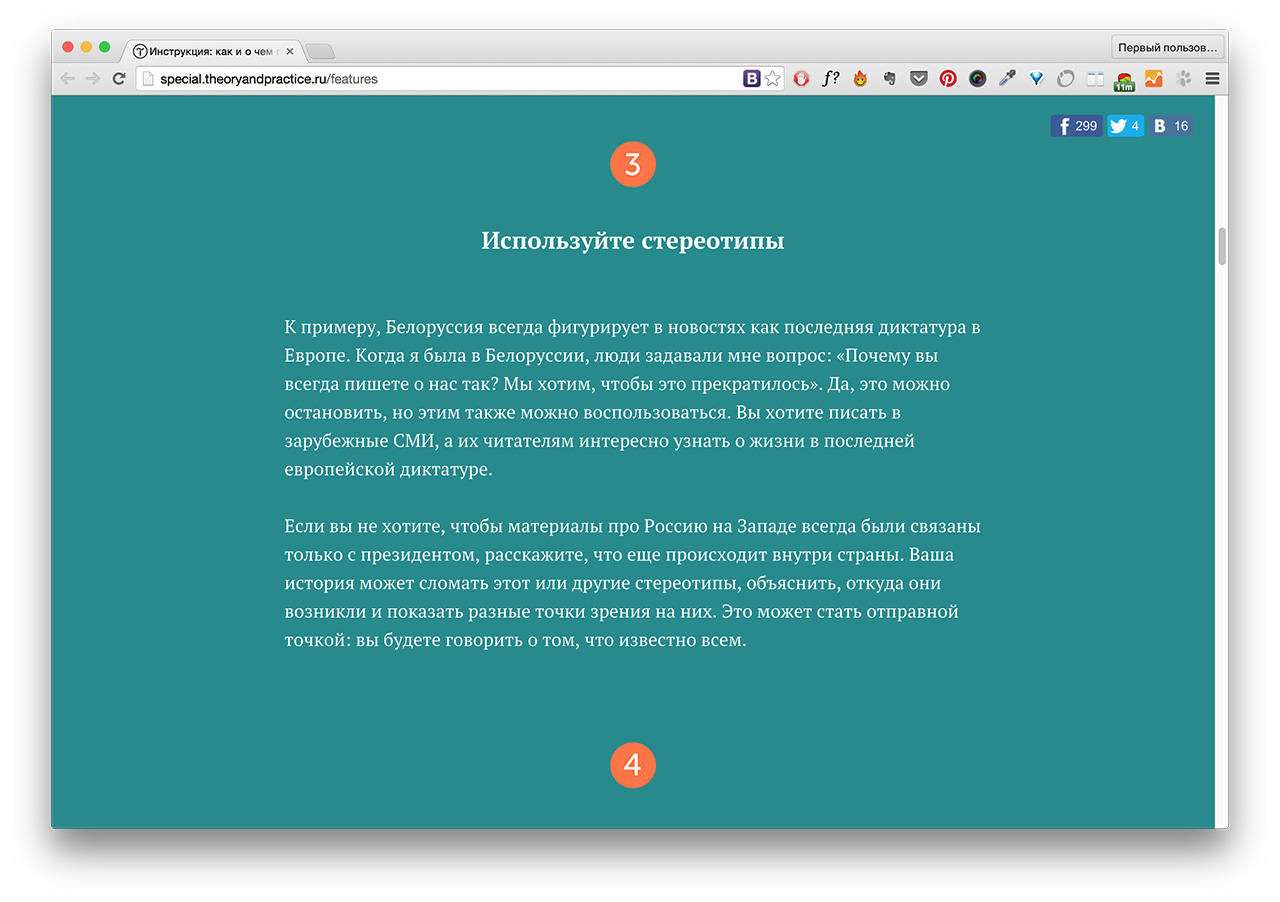 Инструкция: как и о чем
Первый пользов...
special.theoryandpractice.ru/features
B
f?
11m
299
4
B 16
3
Используйте стереотипы
К примеру, Белоруссия всегда фигурирует в новостях как последняя диктатура в
Европе. Когда я была в Белоруссии, люди задавали мне вопрос: «Почему вы
всегда пишете о нас так? Мы хотим, чтобы это прекратилось». Да, это можно
остановить, но этим также можно воспользоваться. Вы хотите писать в
зарубежные СМИ, а их читателям интересно узнать о жизни в последней
европейской диктатуре.
Если вы не хотите, чтобы материалы про Россию на Западе всегда были связаны
только с президентом, расскажите, что еще происходит внутри страны. Ваша
история может сломать этот или другие стереотипы, объяснить, откуда они
возникли и показать разные точки зрения на них. Это может стать отправной
точкой: вы будете говорить о том, что известно всем.
4